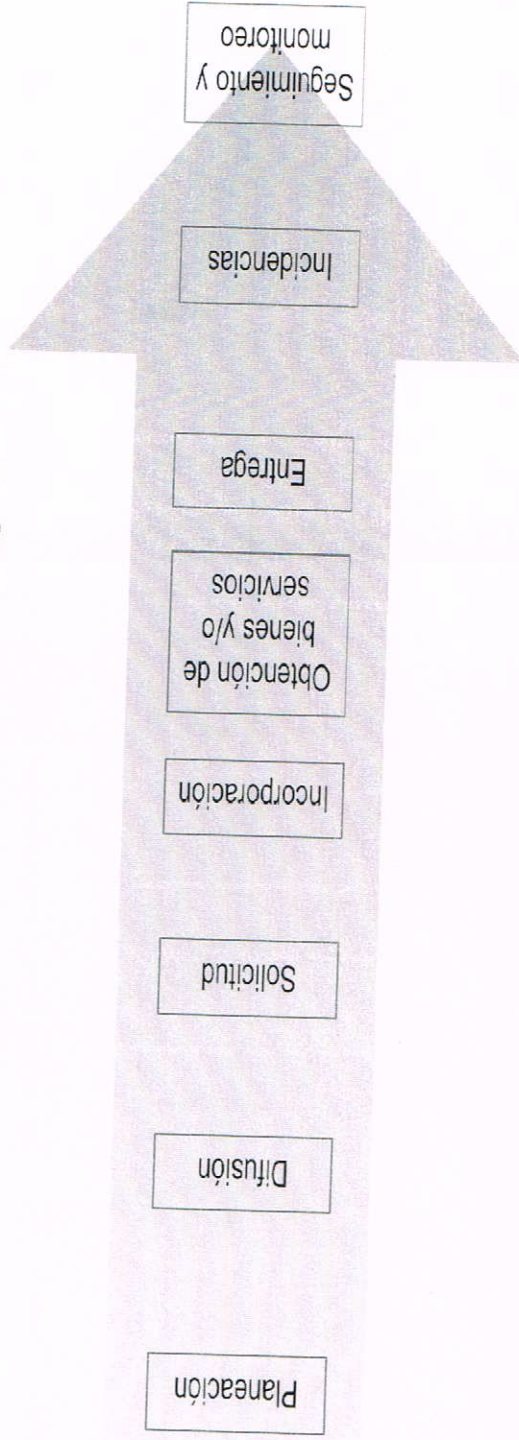 Planeación
Difusión
Solicitud
Incorporación
Obtención de
bienes y/o
servicios
Entrega
Incidencias
Seguimiento y
monitoreo